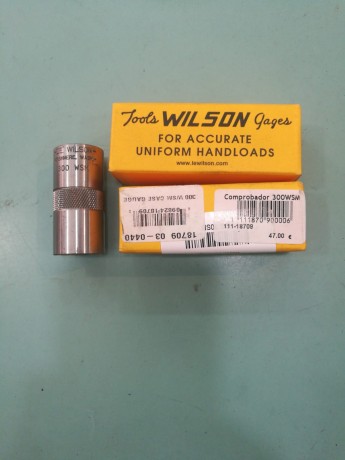 WILSON
300 WSM
Tools WILSON Gages
FOR ACCURATE
UNIFORM HANDLOADS
www.lewilson.com
300 WSM CASE GAUGE
18709 03-0440
Comprobador 300WSM
111-18709
47.00 €